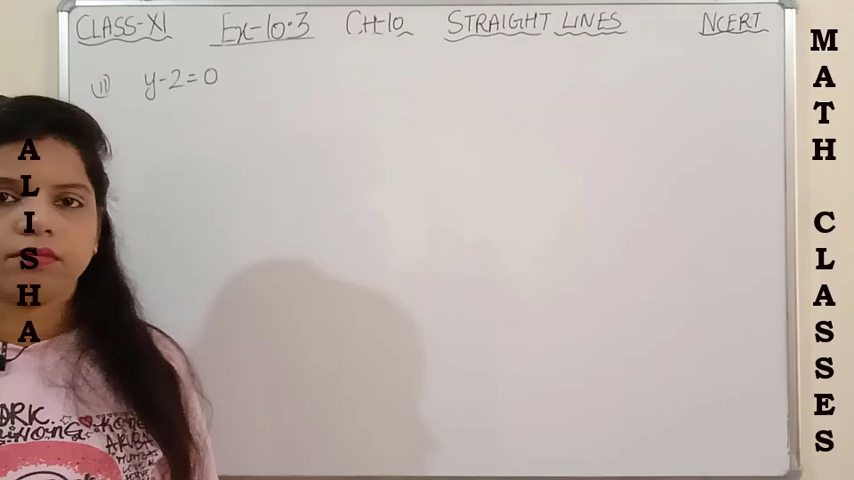 CLASS-XI Ex-10.3 CH-10 STRAIGHT LINES NCERT
(ii) y-2=0
ALISHA
MATH CLASSES